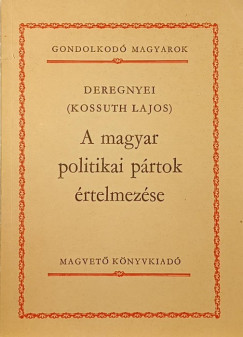 GONDOLKODÓ MAGYAROK
DEREGNYEI
(KOSSUTH LAJOS)
A magyar
politikai pártok
értelmezése
MAGVETŐ KÖNYVKIADÓ